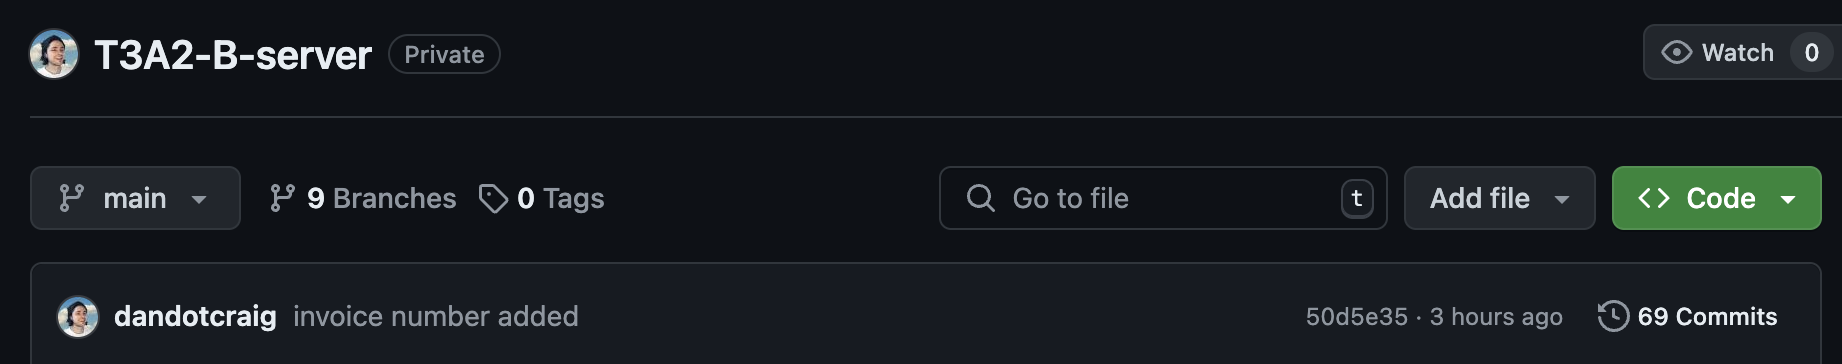 T3A2-B-server Private Watch 0
main 9 Branches 0 Tags Go to file t Add file Code
dandotcraig invoice number added 50d5e35 · 3 hours ago 69 Commits